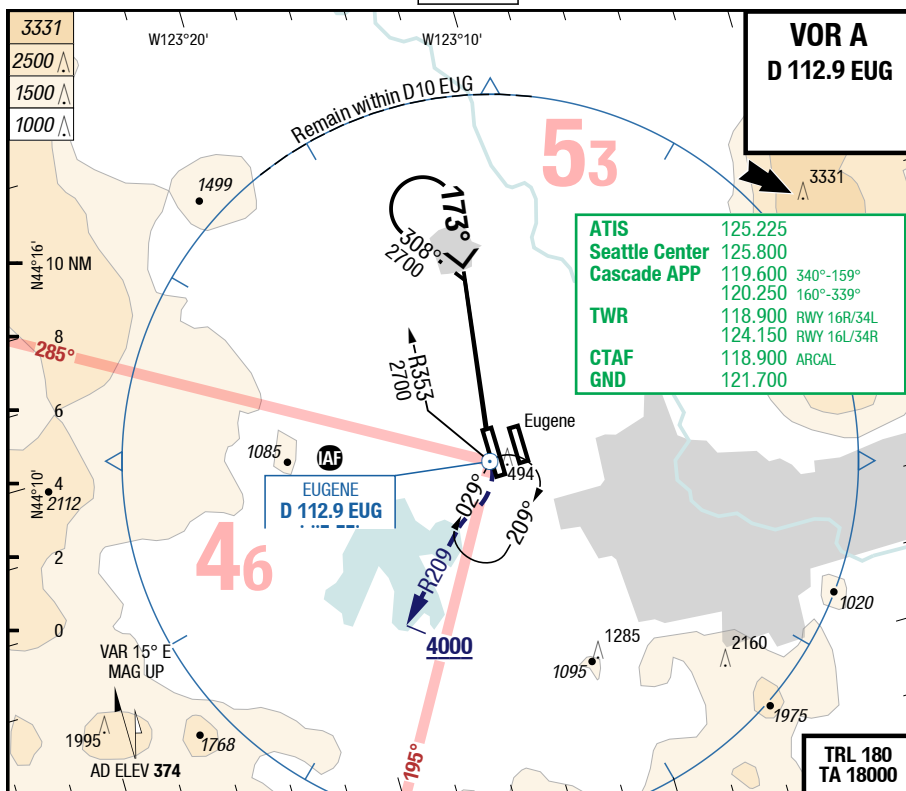 3331
2500
1500
1000
W123°20'
W123°10'
VOR A
D 112.9 EUG
Remain within D10 EUG
53
3331
1499
173°
308°
2700
N44°16'
10 NM
ATIS 125.225
Seattle Center 125.800
Cascade APP 119.600 340°-159°
120.250 160°-339°
TWR 118.900 RWY 16R/34L
124.150 RWY 16L/34R
CTAF 118.900 ARCAL
GND 121.700
8
285°
R353
2700
6
Eugene
1085
IAF
494
4
N44°10'
2112
EUGENE
D 112.9 EUG
029°
209°
46
2
R209
1020
0
4000
1285
2160
1095
VAR 15° E
MAG UP
1975
1995
1768
195°
AD ELEV 374
TRL 180
TA 18000